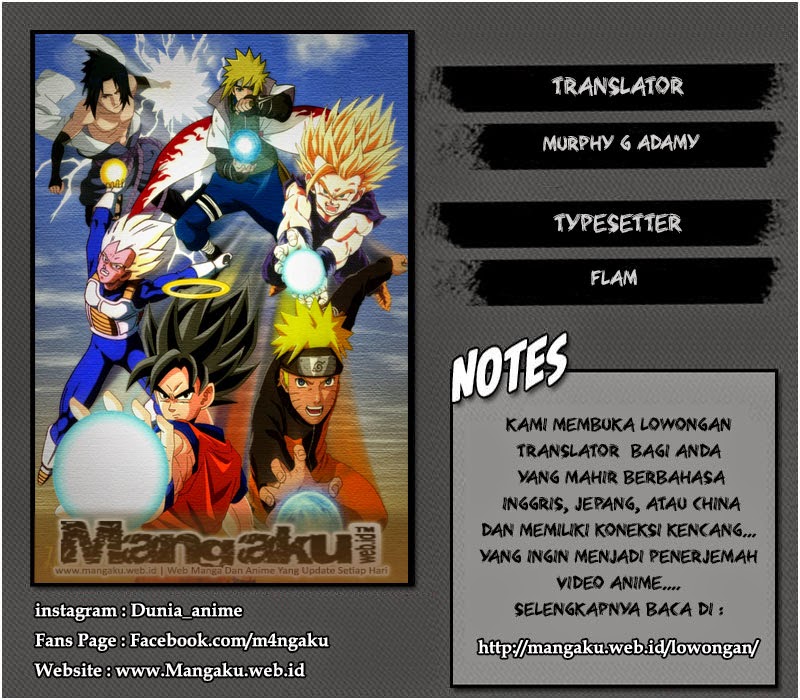 TRANSLATOR
MURPHY G ADAMY
TYPESETTER
FLAM
NOTES
KAMI MEMBUKA LOWONGAN
TRANSLATOR BAGI ANDA
YANG MAHIR BERBAHASA
INGGRIS, JEPANG, ATAU CHINA
DAN MEMILIKI KONEKSI KENCANG...
YANG INGIN MENJADI PENERJEMAH
VIDEO ANIME....
SELENGKAPNYA BACA DI :
http://mangaku.web.id/lowongan/
Mangaku web.id™
www.mangaku.web.id | Web Manga Dan Anime Yang Update Setiap Hari
instagram : Dunia_anime
Fans Page : Facebook.com/m4ngaku
Website : www.Mangaku.web.id